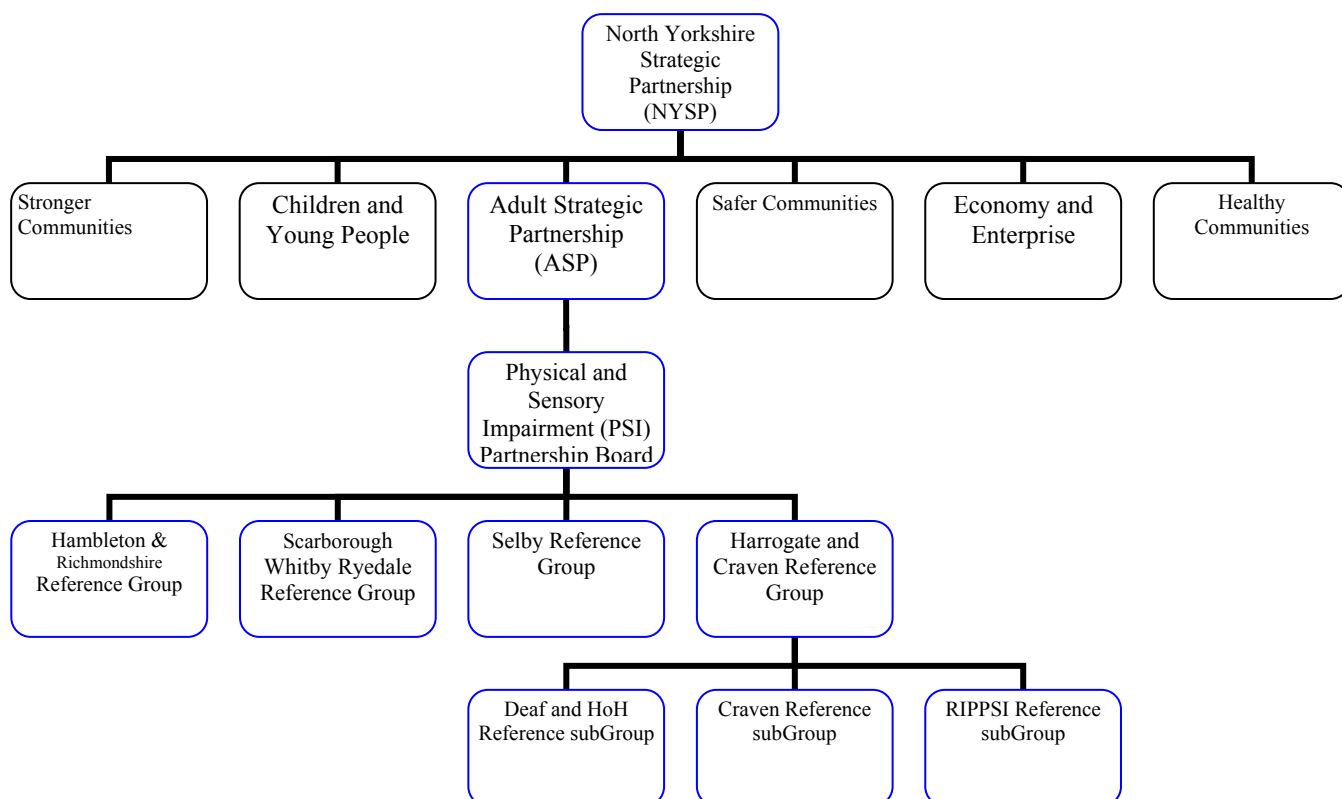 North Yorkshire
Strategic
Partnership
(NYSP)
Stronger
Communities
Children and
Young People
Adult Strategic
Partnership
(ASP)
Safer Communities
Economy and
Enterprise
Healthy
Communities
Physical and
Sensory
Impairment (PSI)
Partnership Board
Hambleton &
Richmondshire
Reference Group
Scarborough
Whitby Ryedale
Reference Group
Selby Reference
Group
Harrogate and
Craven Reference
Group
Deaf and HoH
Reference subGroup
Craven Reference
subGroup
RIPPSI Reference
subGroup